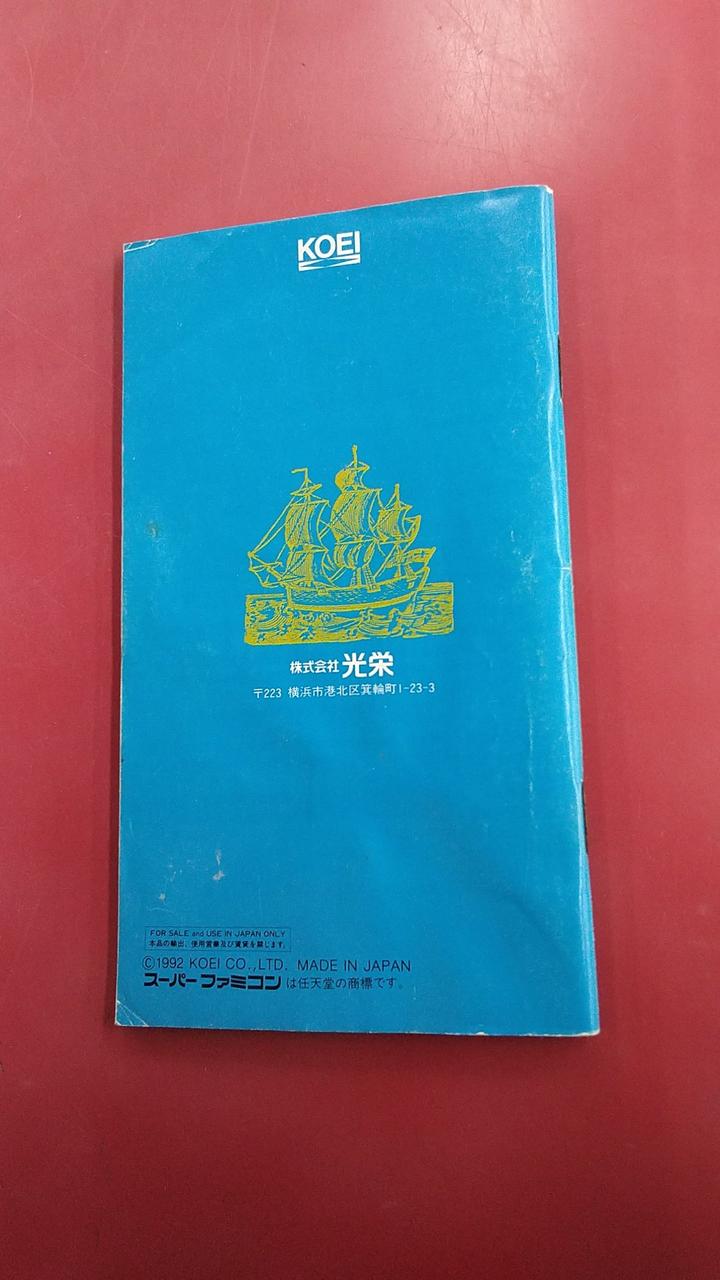 KOEI
株式会社 光栄
〒223 横浜市港北区箕輪町1-23-3
FOR SALE and USE IN JAPAN ONLY
本品の輸出、使用営業及び賃貸を禁じます。
©1992 KOEI CO.,LTD. MADE IN JAPAN
スーパーファミコン は任天堂の商標です。